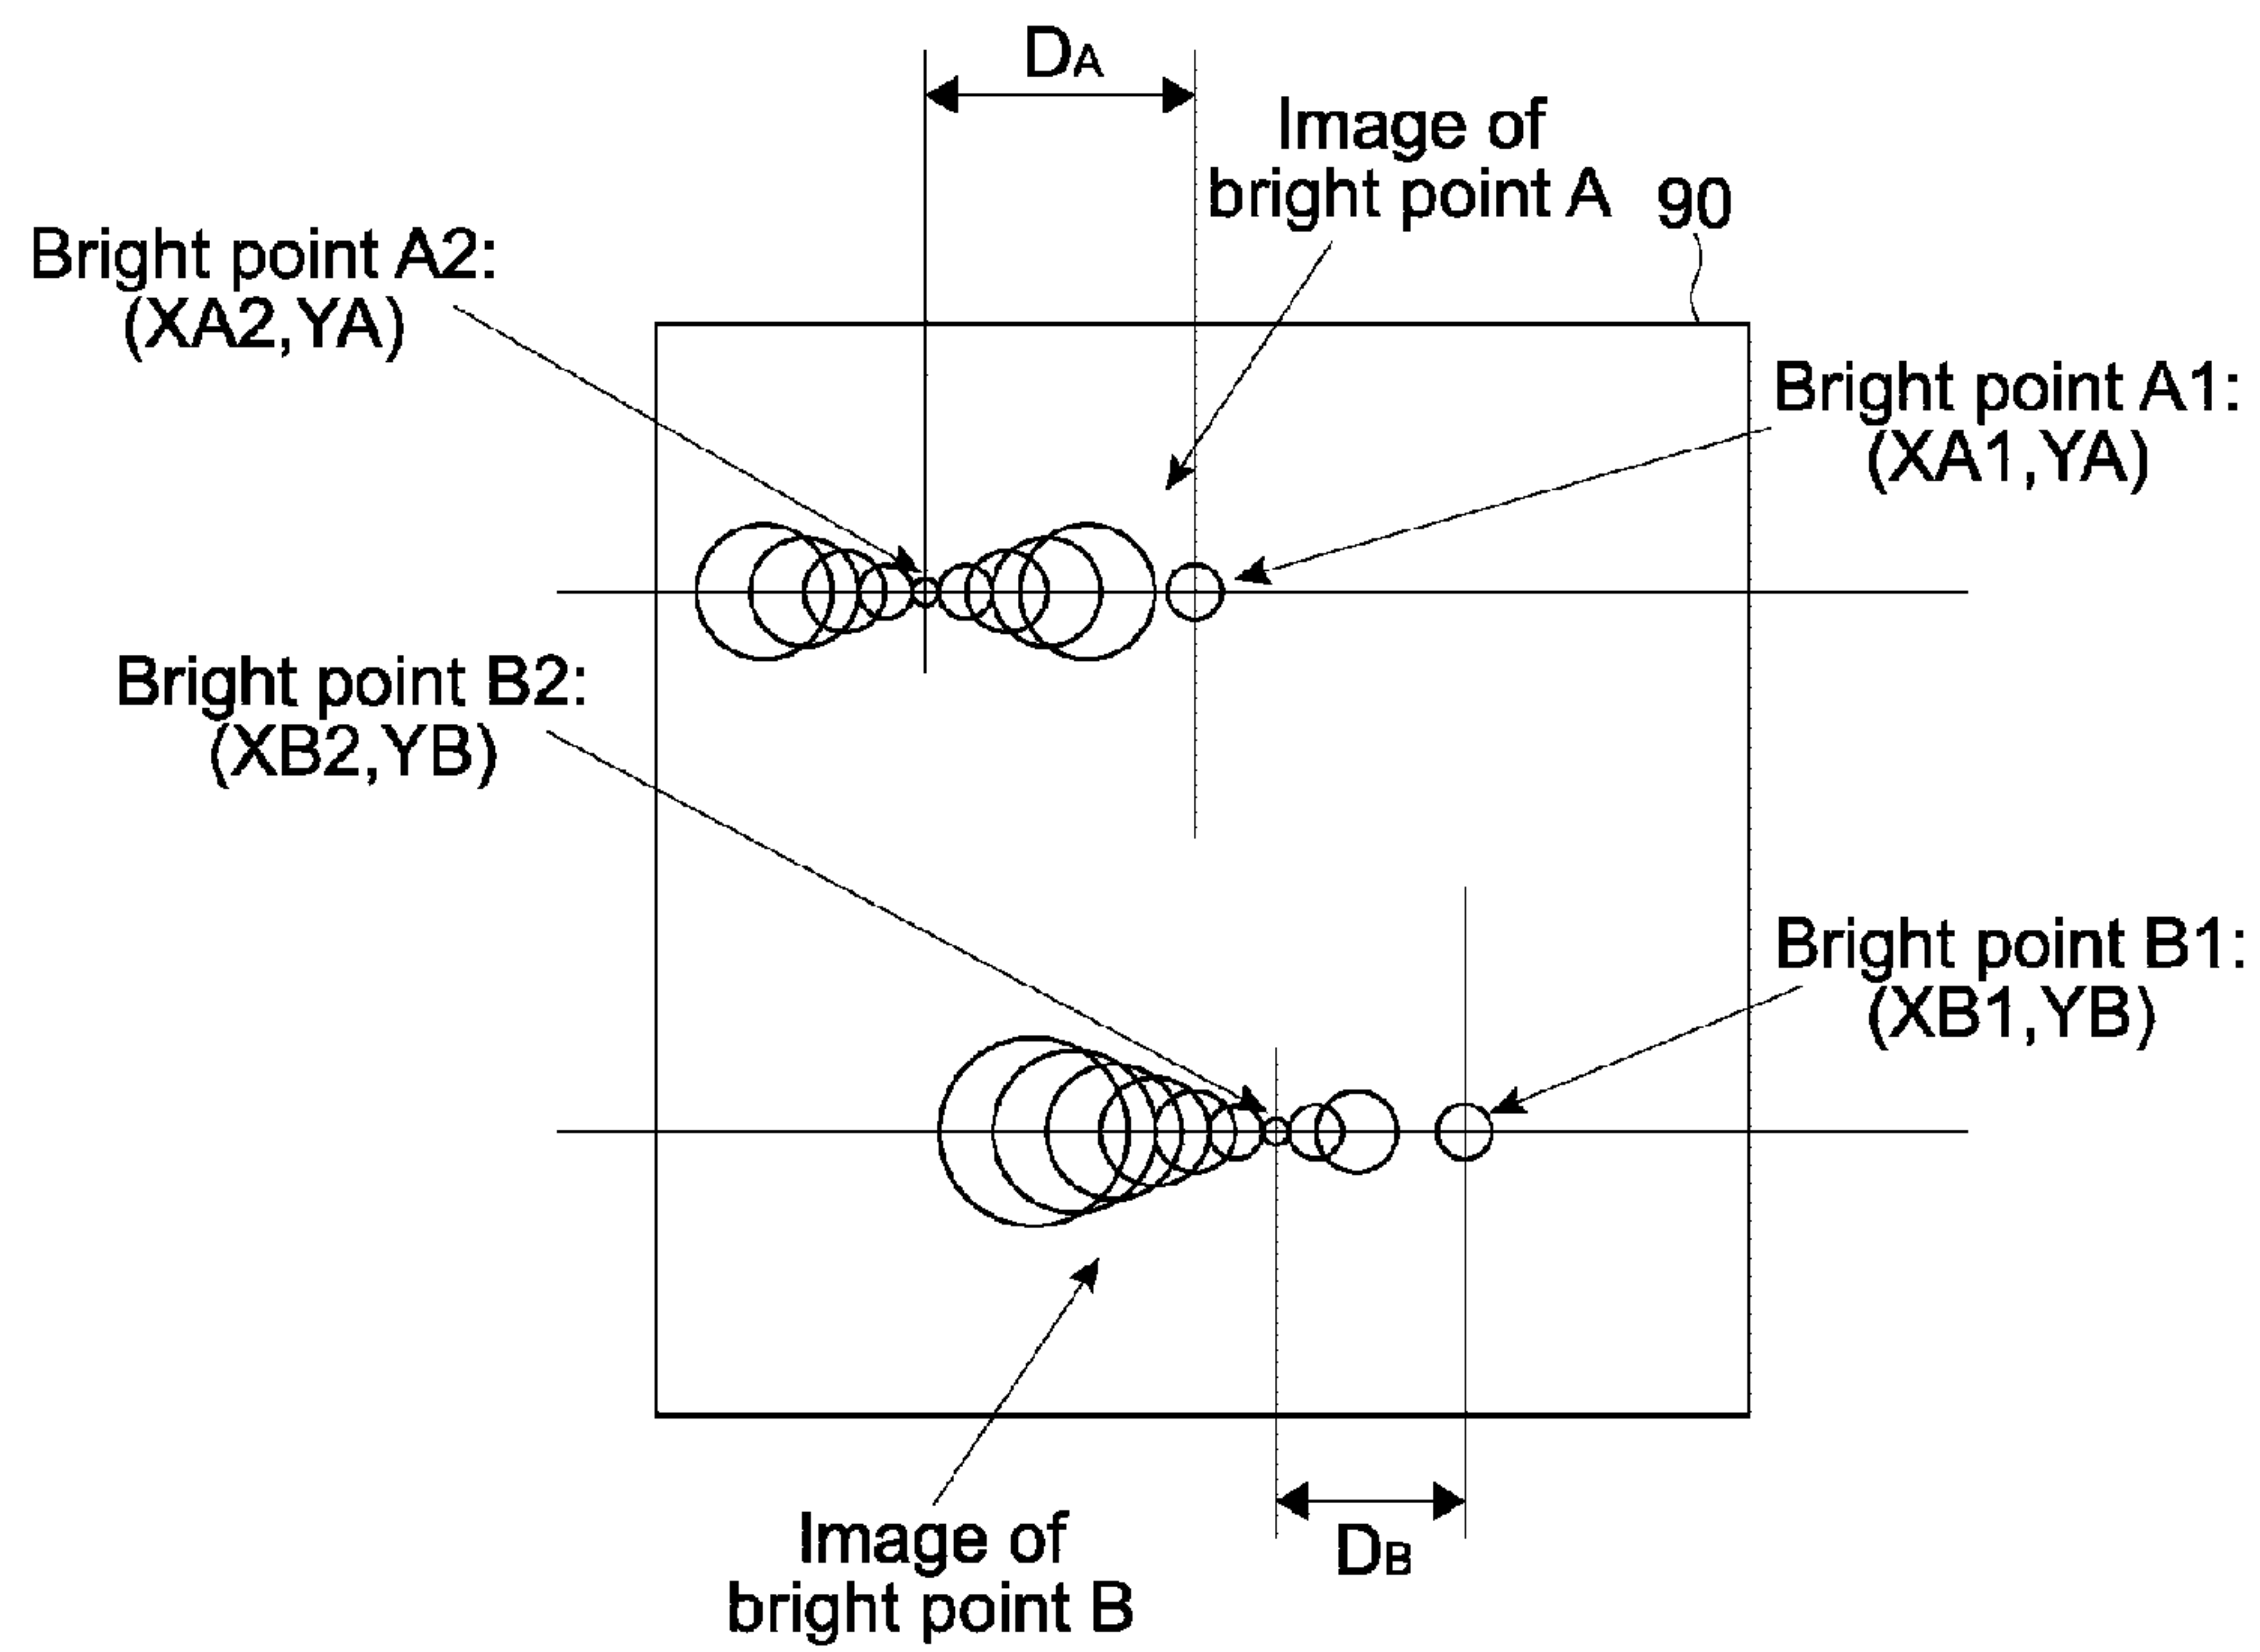 DA
Image of
bright point A
90
Bright point A2:
(XA2,YA)
Bright point A1:
(XA1,YA)
Bright point B2:
(XB2,YB)
Bright point B1:
(XB1,YB)
Image of
bright point B
DB